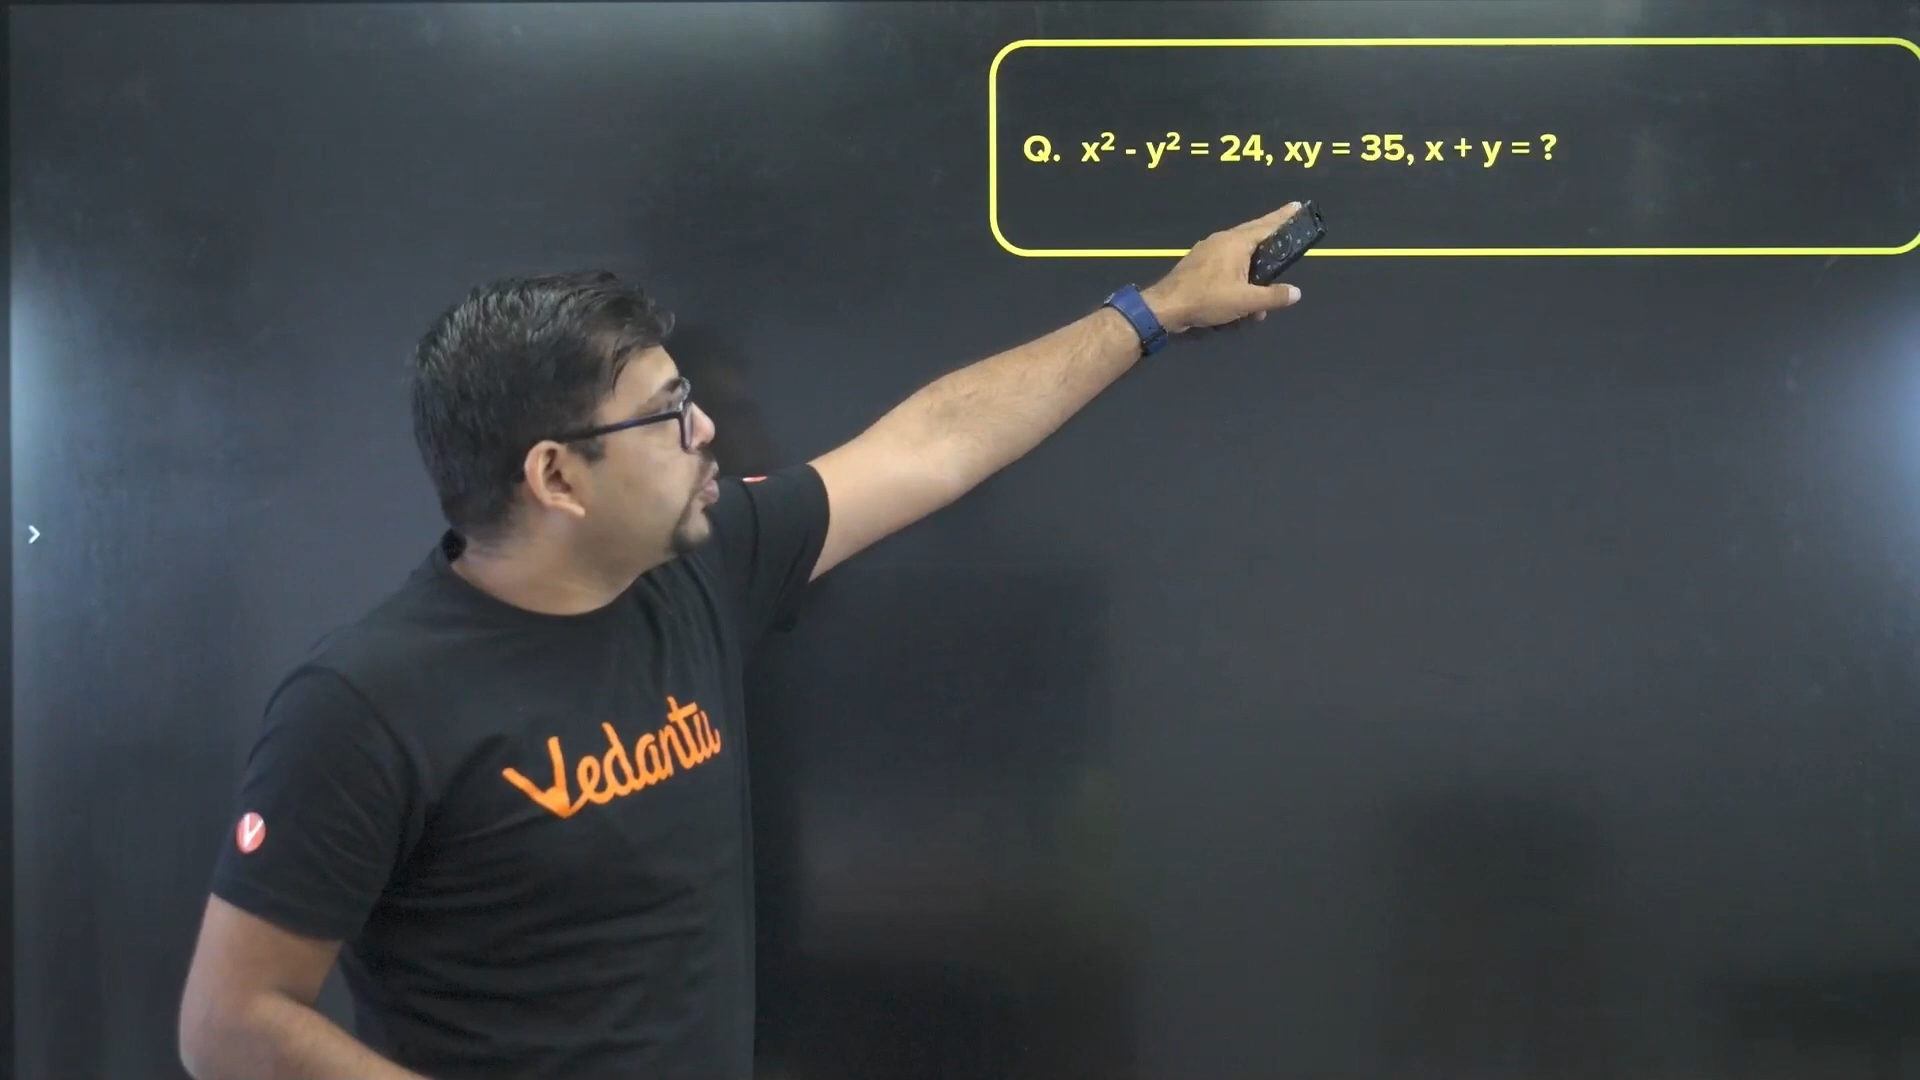 Q. x² - y² = 24, xy = 35, x + y = ?
Vedantu
V